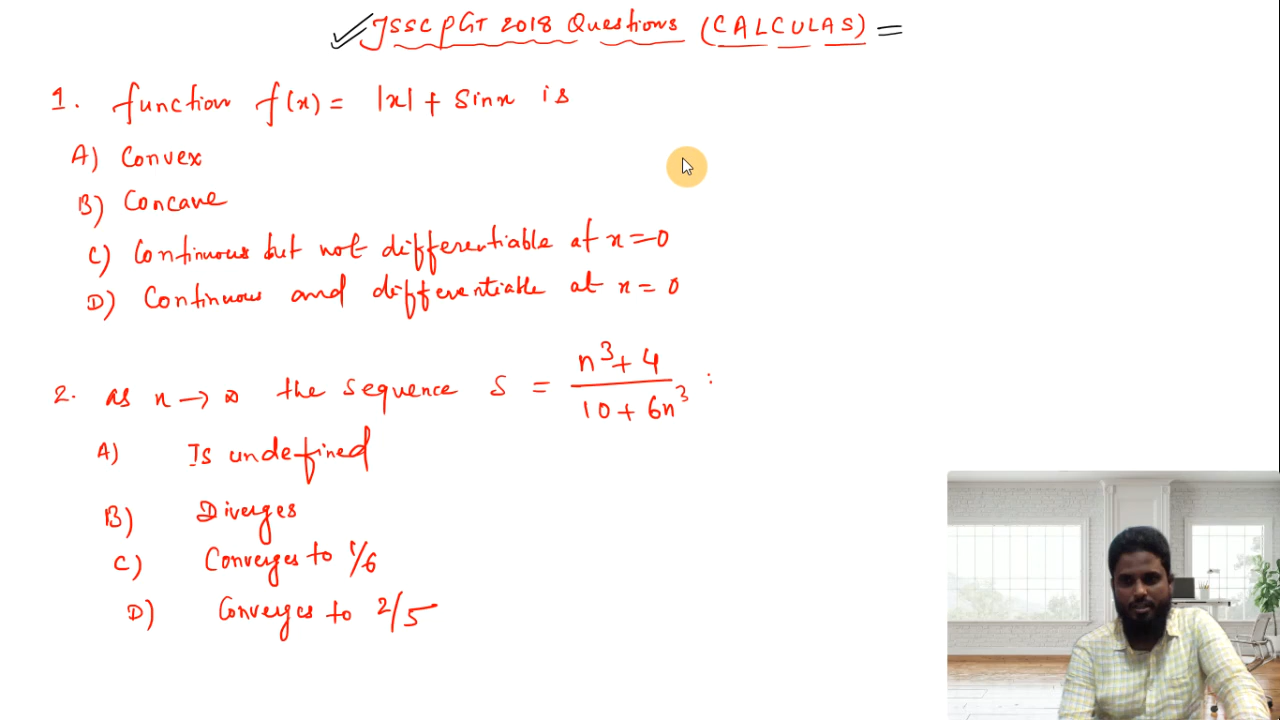 JSSC PGT 2018 Questions (CALCULAS) =
1. function f(x) = |x| + sinx is
A) Convex
B) Concave
C) Continuous but not differentiable at x=0
D) Continuous and differentiable at x=0
2. as n → ∞ the sequence S = n³+4 / 10+6n³ :
A) Is undefined
B) Diverges
C) Converges to 1/6
D) Converges to 2/5